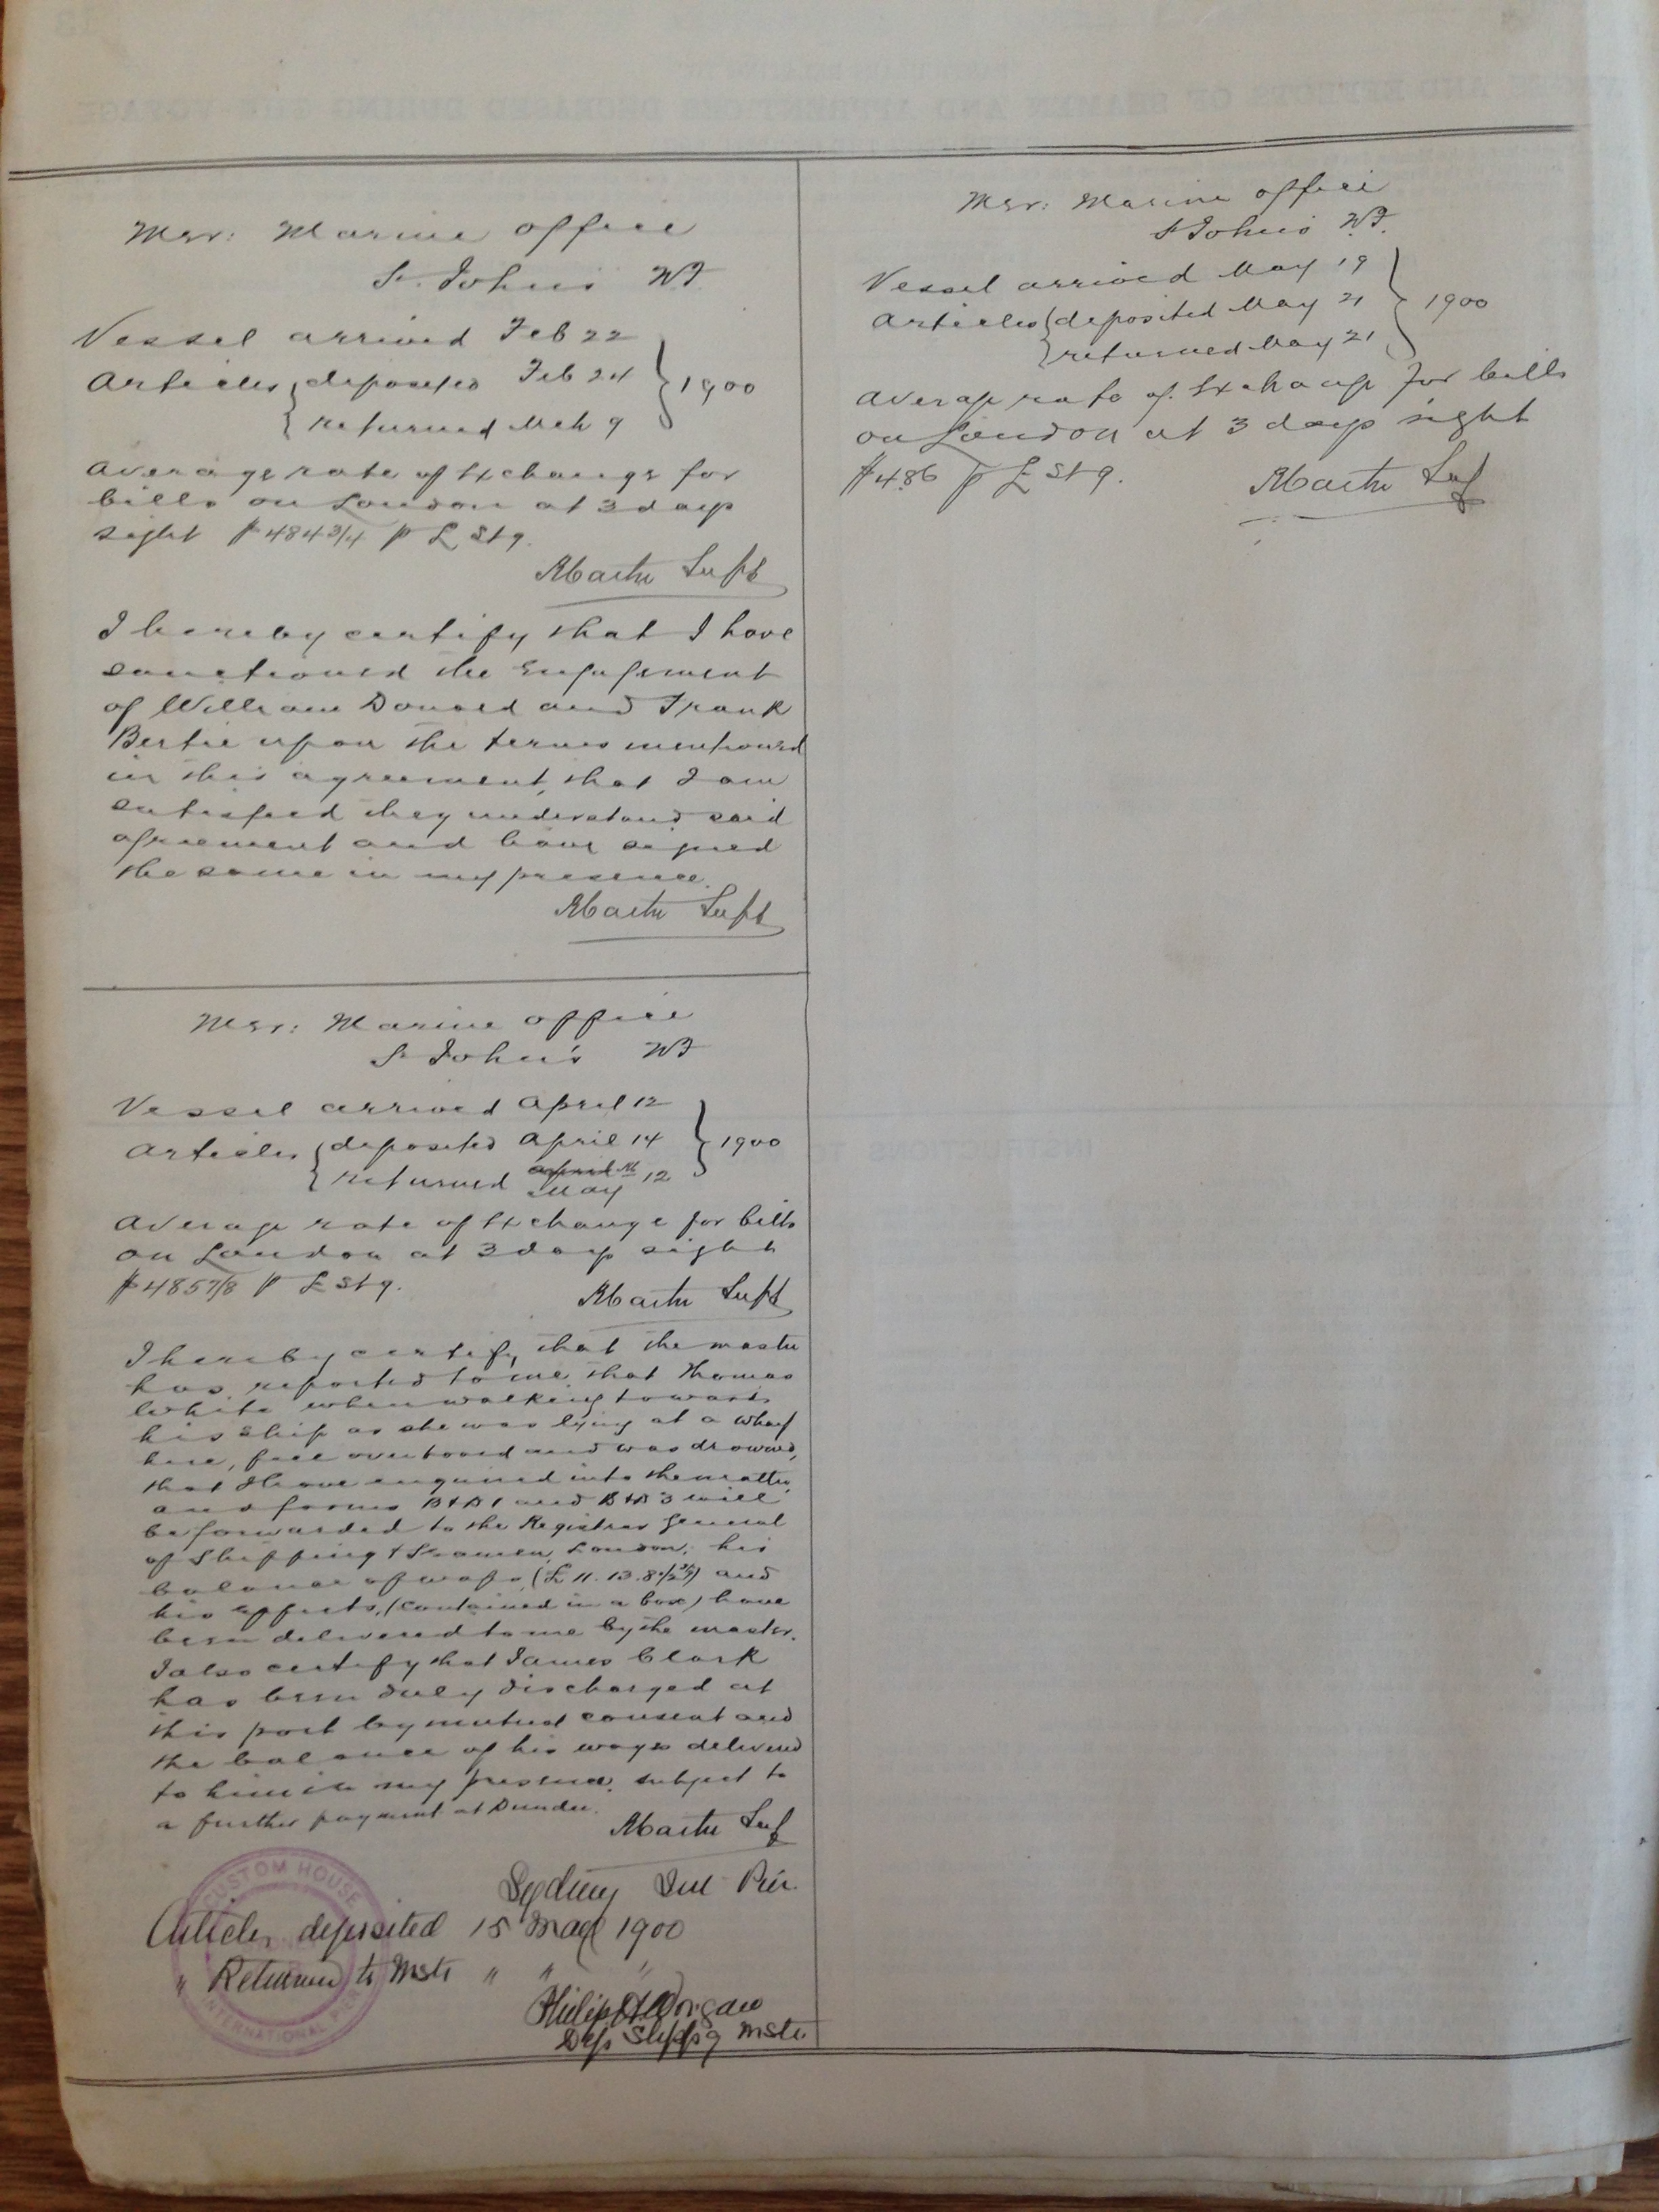 Mer: Marine office
St. John's NF
Vessel arrived Feb 22
Articles { deposited Feb 24 } 1900
{ returned Mch 9
Average rate of Exchange for
bills on London at 3 days
sight $4.84 3/4 p £ Stg.
Supt
I hereby certify that I have
sanctioned the Engagement
of William Donald and Frank
Bertie upon the terms mentioned
in this agreement, that I am
satisfied they understand said
agreement and have signed
the same in my presence.
Supt
Mer: Marine office
St John's NF
Vessel arrived April 12
Articles { deposited April 14 } 1900
{ returned May 12
Average rate of Exchange for bills
on London at 3 days sight
$4.85 7/8 p £ Stg.
Supt
I hereby certify that the master
has reported to me that Thomas
White when walking towards
his ship as she was lying at a wharf
here, fell overboard and was drowned,
that I have enquired into the matter,
and forms B&D 1 and B&D 3 will
be forwarded to the Registrar General
of Shipping & Seamen, London; his
balance of wages (£ 11. 13. 8 and
his effects, (contained in a box) have
been delivered to me by the master.
I also certify that James Clark
has been duly discharged at
this port by mutual consent and
the balance of his wages delivered
to him in my presence, subject to
a further payment at Dundee.
Supt
Sydney Int Pier
Articles deposited 15 May 1900
" Returned to Mstr " " "
Philip Worgan
Dep Shippg Mstr
CUSTOM HOUSE
INTERNATIONAL PIER
Mer: Marine office
St John's NF.
Vessel arrived May 19
Articles { deposited May 21 } 1900
{ returned May 21
Average rate of Exchange for bills
on London at 3 days sight
$4.86 p £ Stg.
Supt